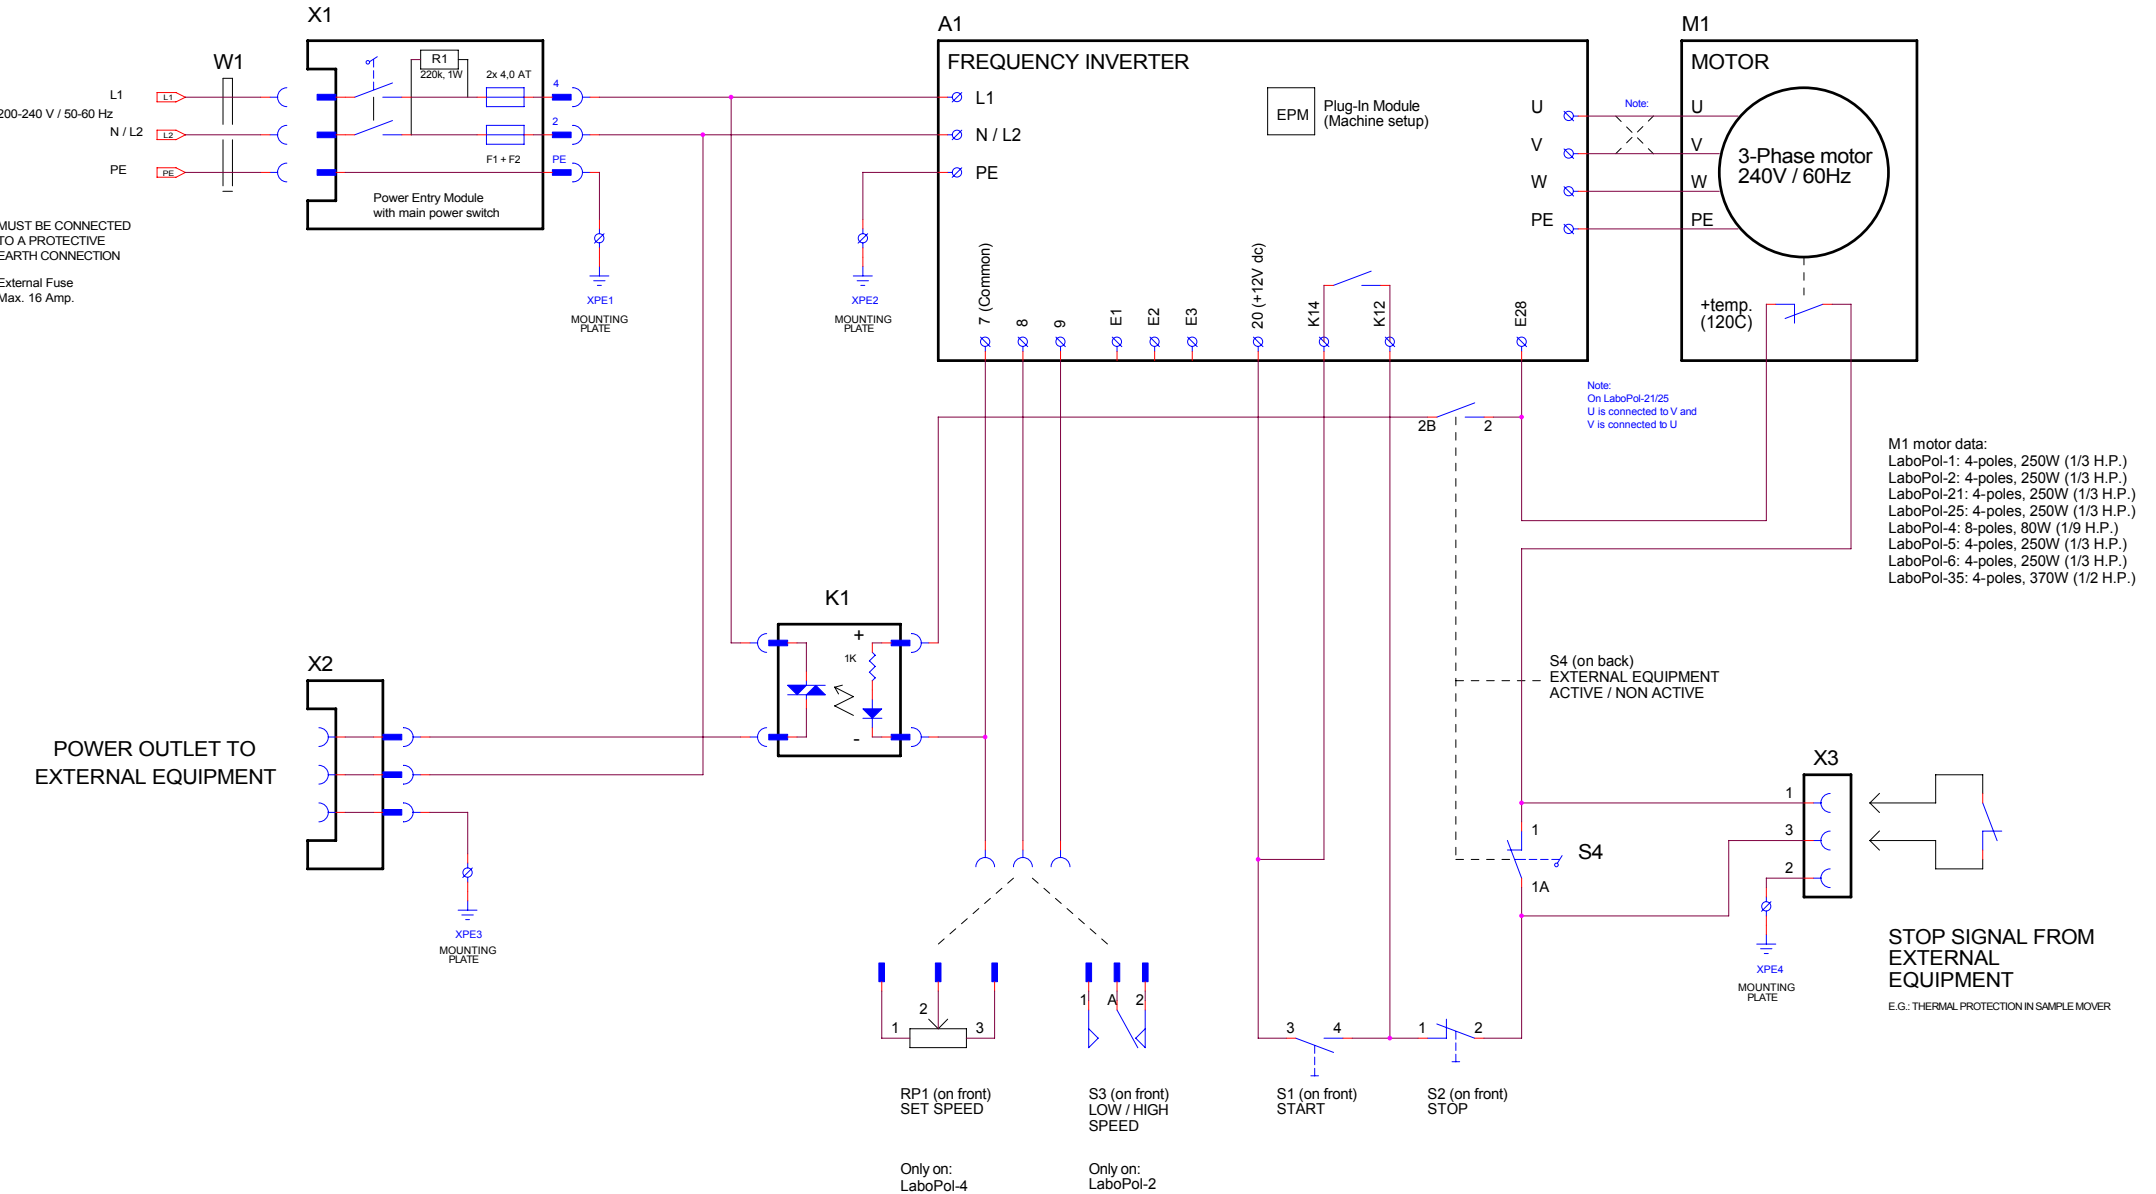 X1
W1
L1
L1
200-240 V / 50-60 Hz
N / L2
L2
PE
PE
MUST BE CONNECTED
TO A PROTECTIVE
EARTH CONNECTION
External Fuse
Max. 16 Amp.
R1
220k, 1W
2x 4,0 AT
4
2
F1 + F2
PE
Power Entry Module
with main power switch
XPE1
MOUNTING
PLATE
XPE2
MOUNTING
PLATE
A1
FREQUENCY INVERTER
L1
N / L2
PE
EPM
Plug-In Module
(Machine setup)
U
V
W
PE
7 (Common)
8
9
E1
E2
E3
20 (+12V dc)
K14
K12
E28
Note:
M1
MOTOR
U
V
W
PE
3-Phase motor
240V / 60Hz
+temp.
(120C)
Note:
On LaboPol-21/25
U is connected to V and
V is connected to U
2B
2
M1 motor data:
LaboPol-1: 4-poles, 250W (1/3 H.P.)
LaboPol-2: 4-poles, 250W (1/3 H.P.)
LaboPol-21: 4-poles, 250W (1/3 H.P.)
LaboPol-25: 4-poles, 250W (1/3 H.P.)
LaboPol-4: 8-poles, 80W (1/9 H.P.)
LaboPol-5: 4-poles, 250W (1/3 H.P.)
LaboPol-6: 4-poles, 250W (1/3 H.P.)
LaboPol-35: 4-poles, 370W (1/2 H.P.)
K1
+
1K
-
X2
POWER OUTLET TO
EXTERNAL EQUIPMENT
XPE3
MOUNTING
PLATE
S4 (on back)
EXTERNAL EQUIPMENT
ACTIVE / NON ACTIVE
X3
1
3
2
1
S4
1A
XPE4
MOUNTING
PLATE
STOP SIGNAL FROM
EXTERNAL
EQUIPMENT
E.G.: THERMAL PROTECTION IN SAMPLE MOVER
1
2
3
1
A
2
3
4
1
2
RP1 (on front)
SET SPEED
S3 (on front)
LOW / HIGH
SPEED
S1 (on front)
START
S2 (on front)
STOP
Only on:
LaboPol-4
Only on:
LaboPol-2